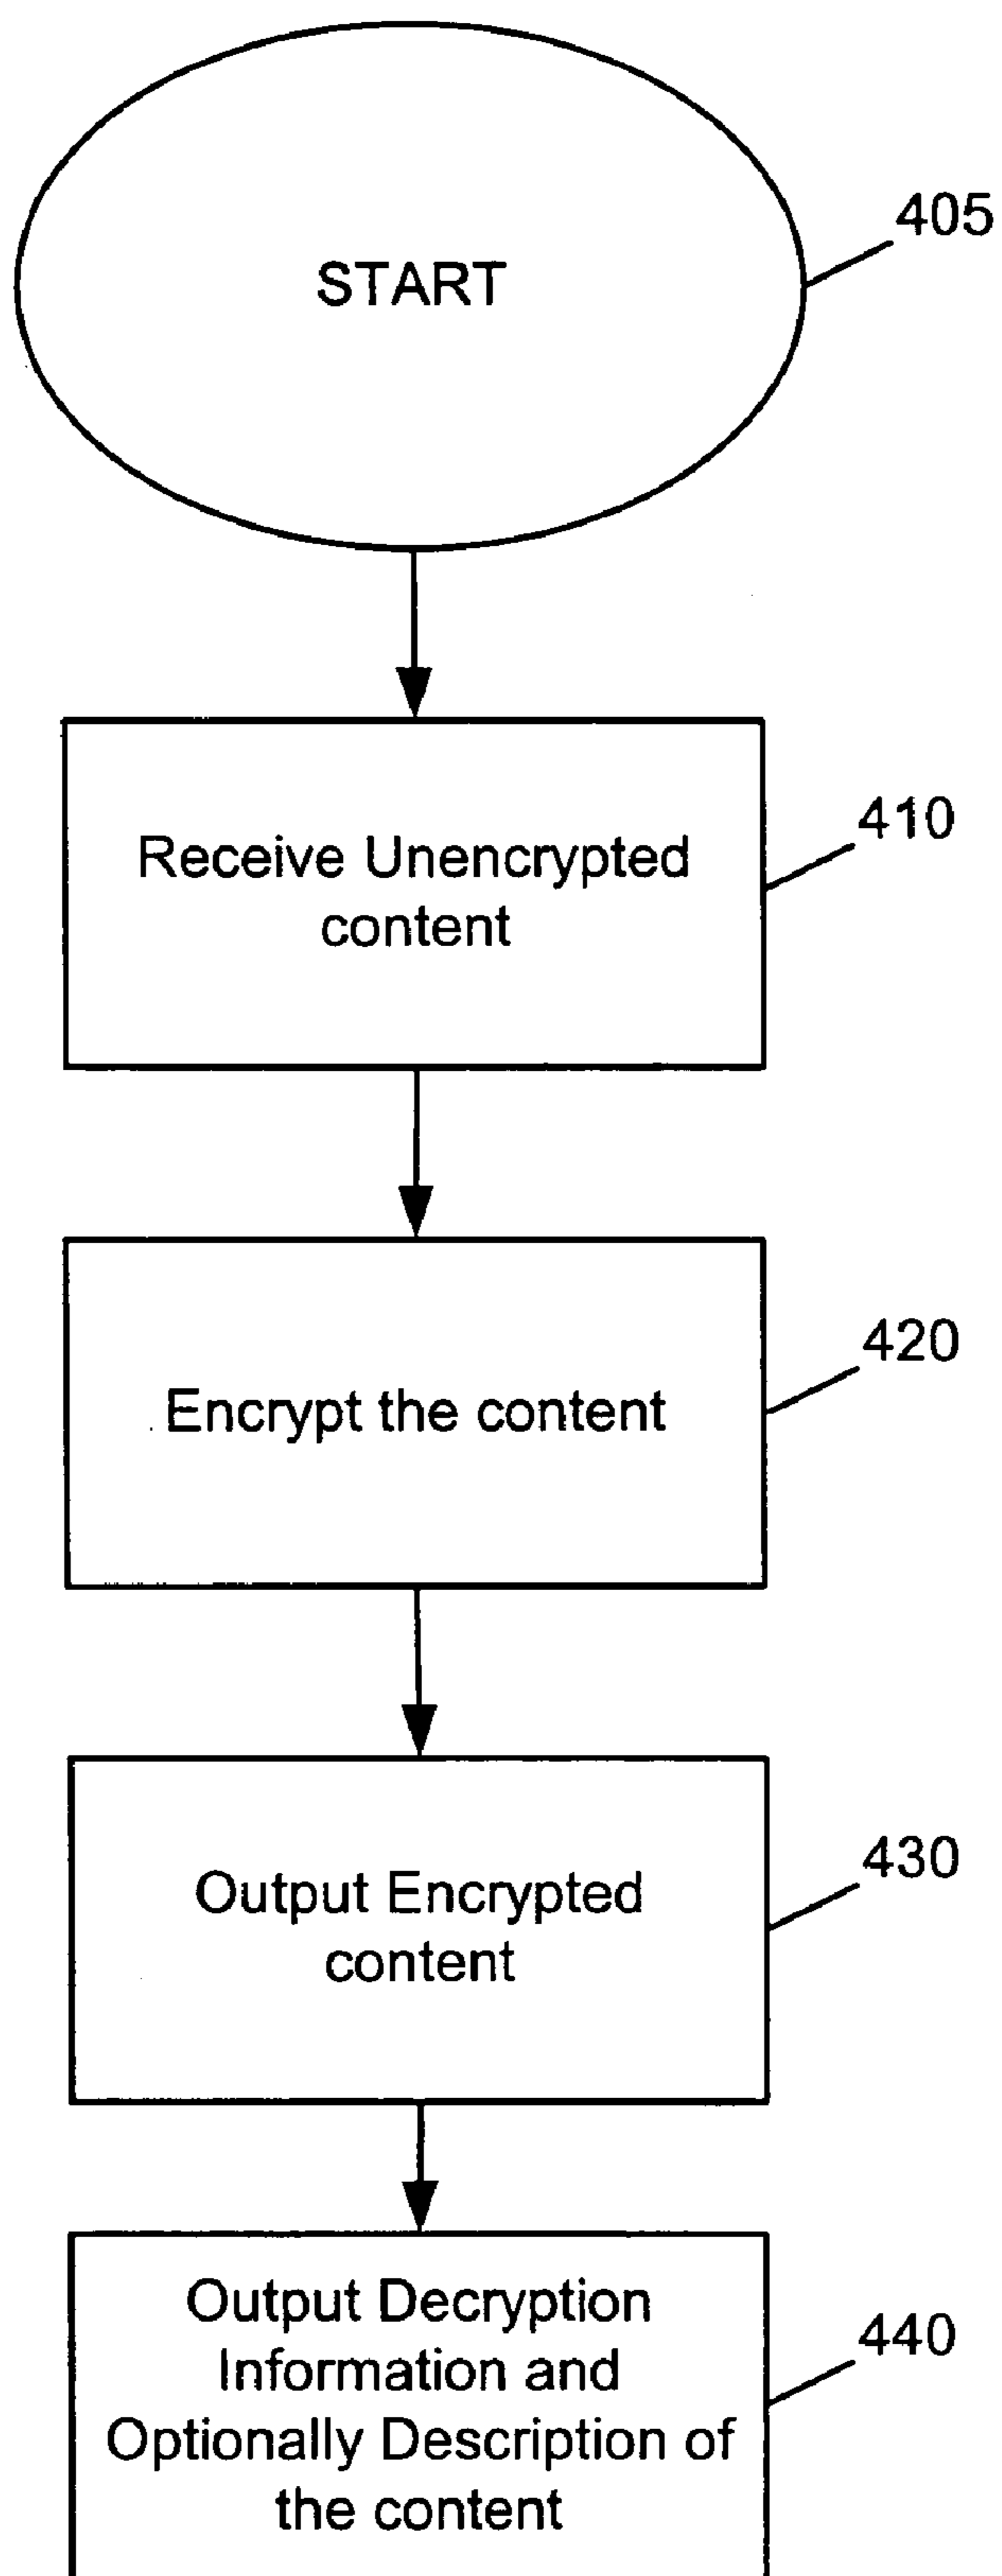 START
405
Receive Unencrypted
content
410
Encrypt the content
420
Output Encrypted
content
430
Output Decryption
Information and
Optionally Description of
the content
440